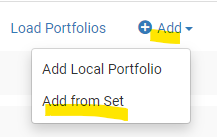 Load Portfolios Add
Add Local Portfolio
Add from Set